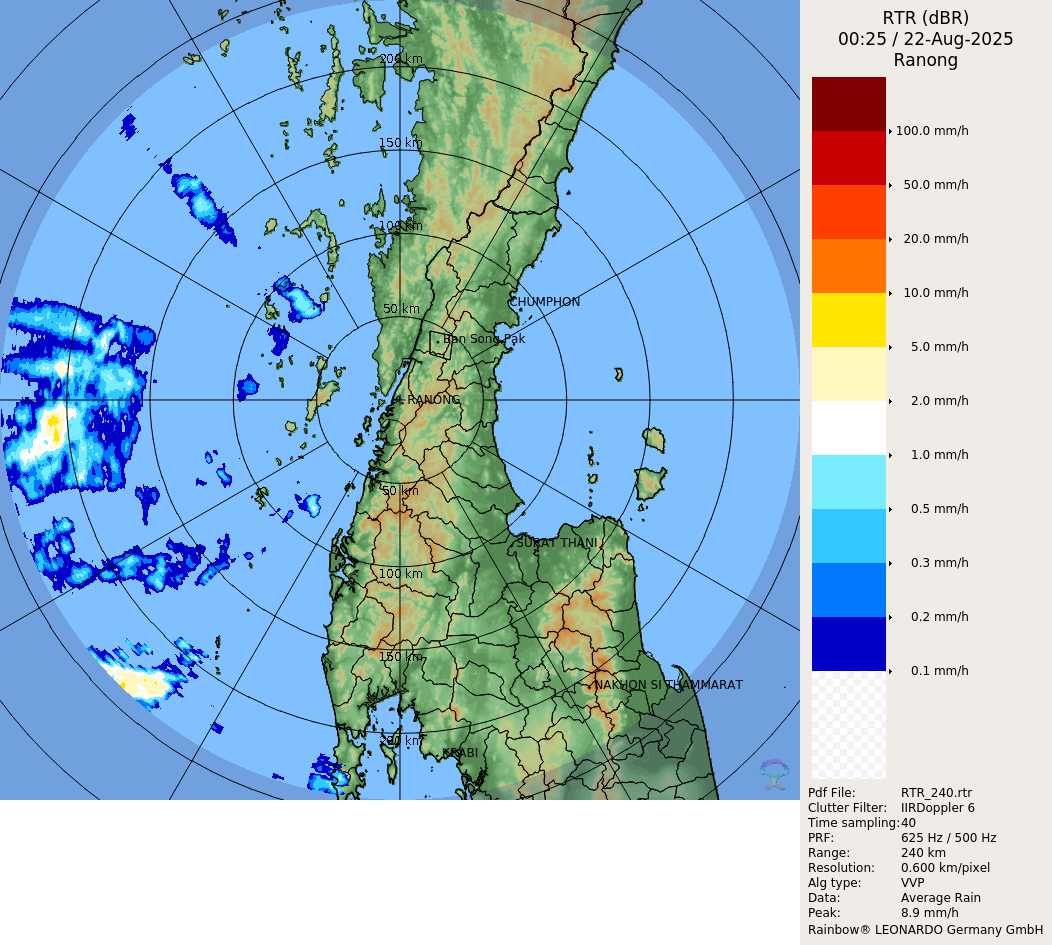 RTR (dBR)
00:25 / 22-Aug-2025
Ranong
100.0 mm/h
50.0 mm/h
20.0 mm/h
10.0 mm/h
5.0 mm/h
2.0 mm/h
1.0 mm/h
0.5 mm/h
0.3 mm/h
0.2 mm/h
0.1 mm/h
200 km
150 km
100 km
50 km
CHUMPHON
Ban Song Pak
RANONG
50 km
SURAT THANI
100 km
150 km
NAKHON SI THAMMARAT
200 km
KRABI
Pdf File: RTR_240.rtr
Clutter Filter: IIRDoppler 6
Time sampling:40
PRF: 625 Hz / 500 Hz
Range: 240 km
Resolution: 0.600 km/pixel
Alg type: VVP
Data: Average Rain
Peak: 8.9 mm/h
Rainbow® LEONARDO Germany GmbH